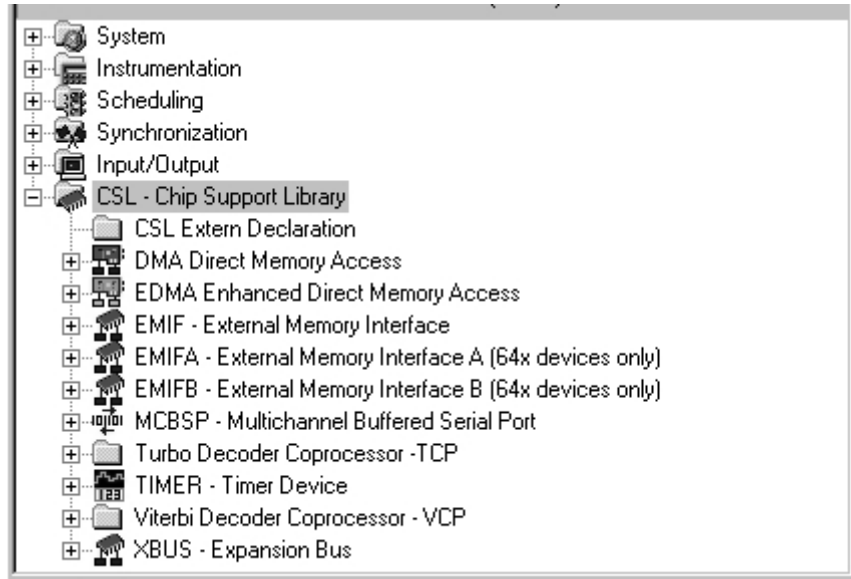 System
Instrumentation
Scheduling
Synchronization
Input/Output
CSL - Chip Support Library
CSL Extern Declaration
DMA Direct Memory Access
EDMA Enhanced Direct Memory Access
EMIF - External Memory Interface
EMIFA - External Memory Interface A (64x devices only)
EMIFB - External Memory Interface B (64x devices only)
MCBSP - Multichannel Buffered Serial Port
Turbo Decoder Coprocessor -TCP
TIMER - Timer Device
Viterbi Decoder Coprocessor - VCP
XBUS - Expansion Bus